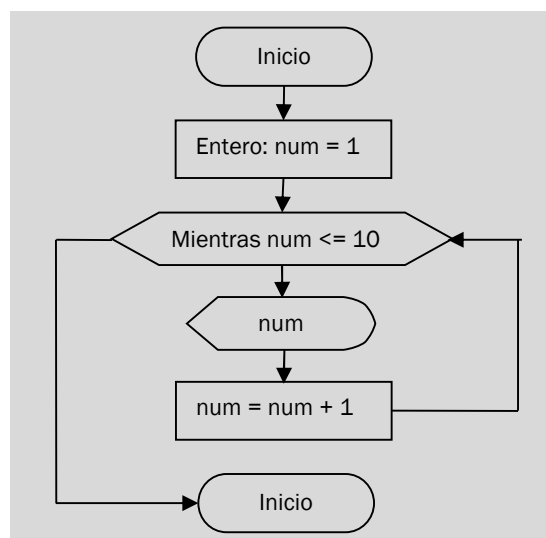 Inicio
Entero: num = 1
Mientras num <= 10
num
num = num + 1
Inicio